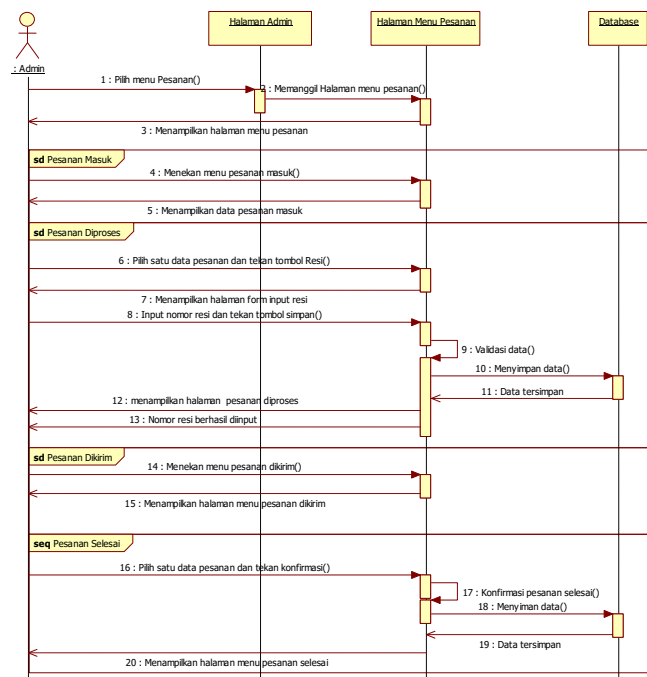 Halaman Admin
Halaman Menu Pesanan
Database
: Admin
1 : Pilih menu Pesanan()
2 : Memanggil Halaman menu pesanan()
3 : Menampilkan halaman menu pesanan
sd Pesanan Masuk
4 : Menekan menu pesanan masuk()
5 : Menampilkan data pesanan masuk
sd Pesanan Diproses
6 : Pilih satu data pesanan dan tekan tombol Resi()
7 : Menampilkan halaman form input resi
8 : Input nomor resi dan tekan tombol simpan()
9 : Validasi data()
10 : Menyimpan data()
11 : Data tersimpan
12 : menampilkan halaman pesanan diproses
13 : Nomor resi berhasil diinput
sd Pesanan Dikirim
14 : Menekan menu pesanan dikirim()
15 : Menampilkan halaman menu pesanan dikirim
seq Pesanan Selesai
16 : Pilih satu data pesanan dan tekan konfirmasi()
17 : Konfirmasi pesanan selesai()
18 : Menyiman data()
19 : Data tersimpan
20 : Menampilkan halaman menu pesanan selesai